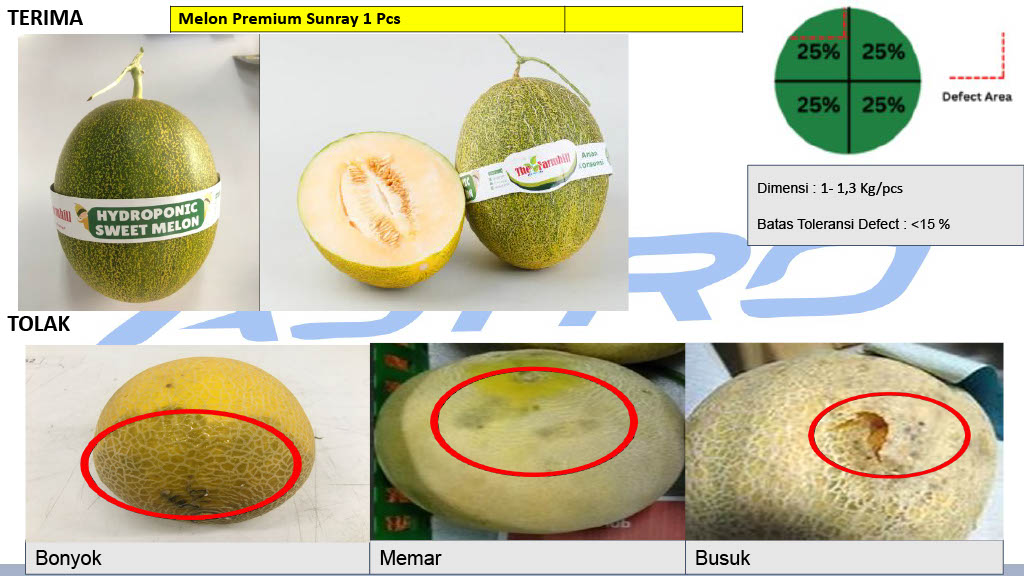 TERIMA
Melon Premium Sunray 1 Pcs
25% 25%
25% 25%
Defect Area
HYDROPONIC
SWEET MELON
The Farmhill
Dimensi : 1- 1,3 Kg/pcs
Batas Toleransi Defect : <15 %
ASTRO
TOLAK
Bonyok
Memar
Busuk